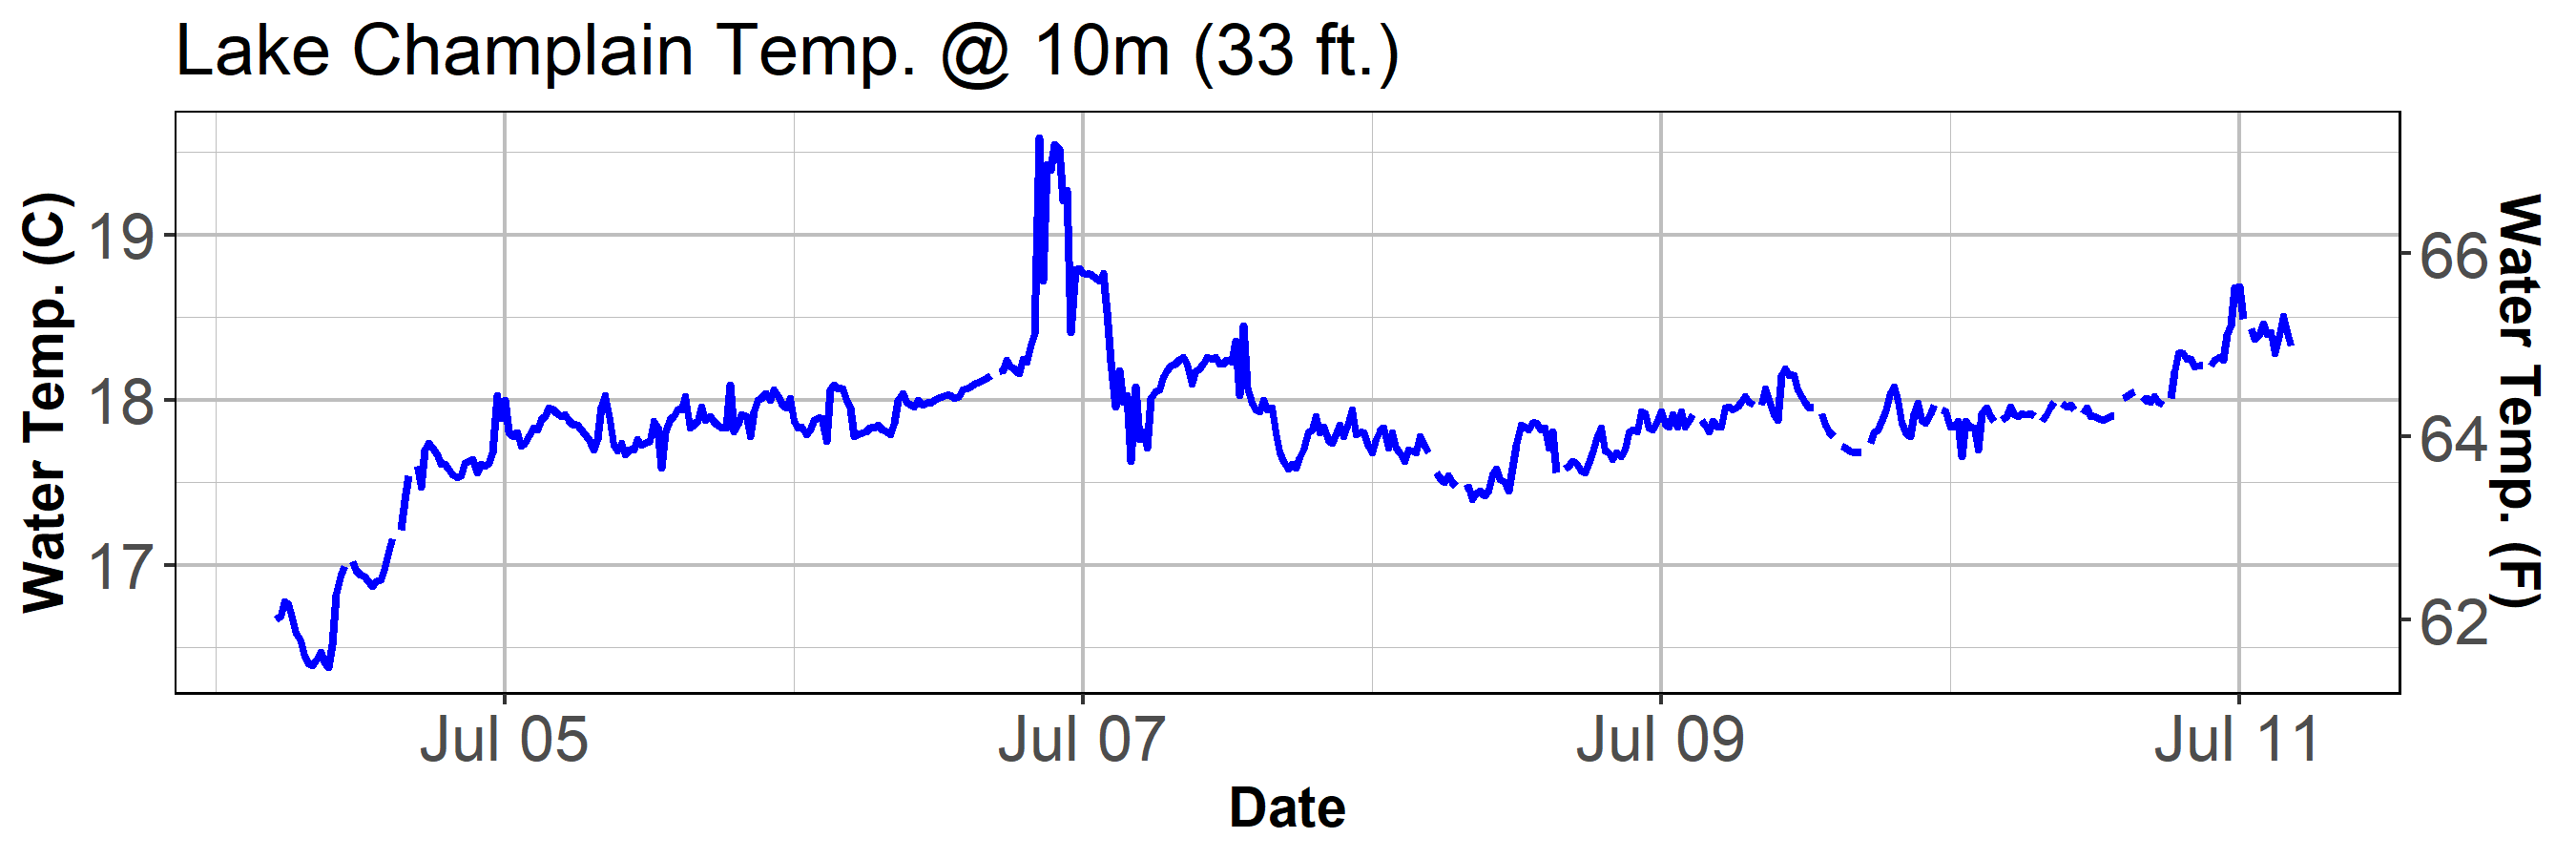 Lake Champlain Temp. @ 10m (33 ft.)
Water Temp. (C)
19
18
17
66
64
62
Water Temp. (F)
Jul 05
Jul 07
Jul 09
Jul 11
Date